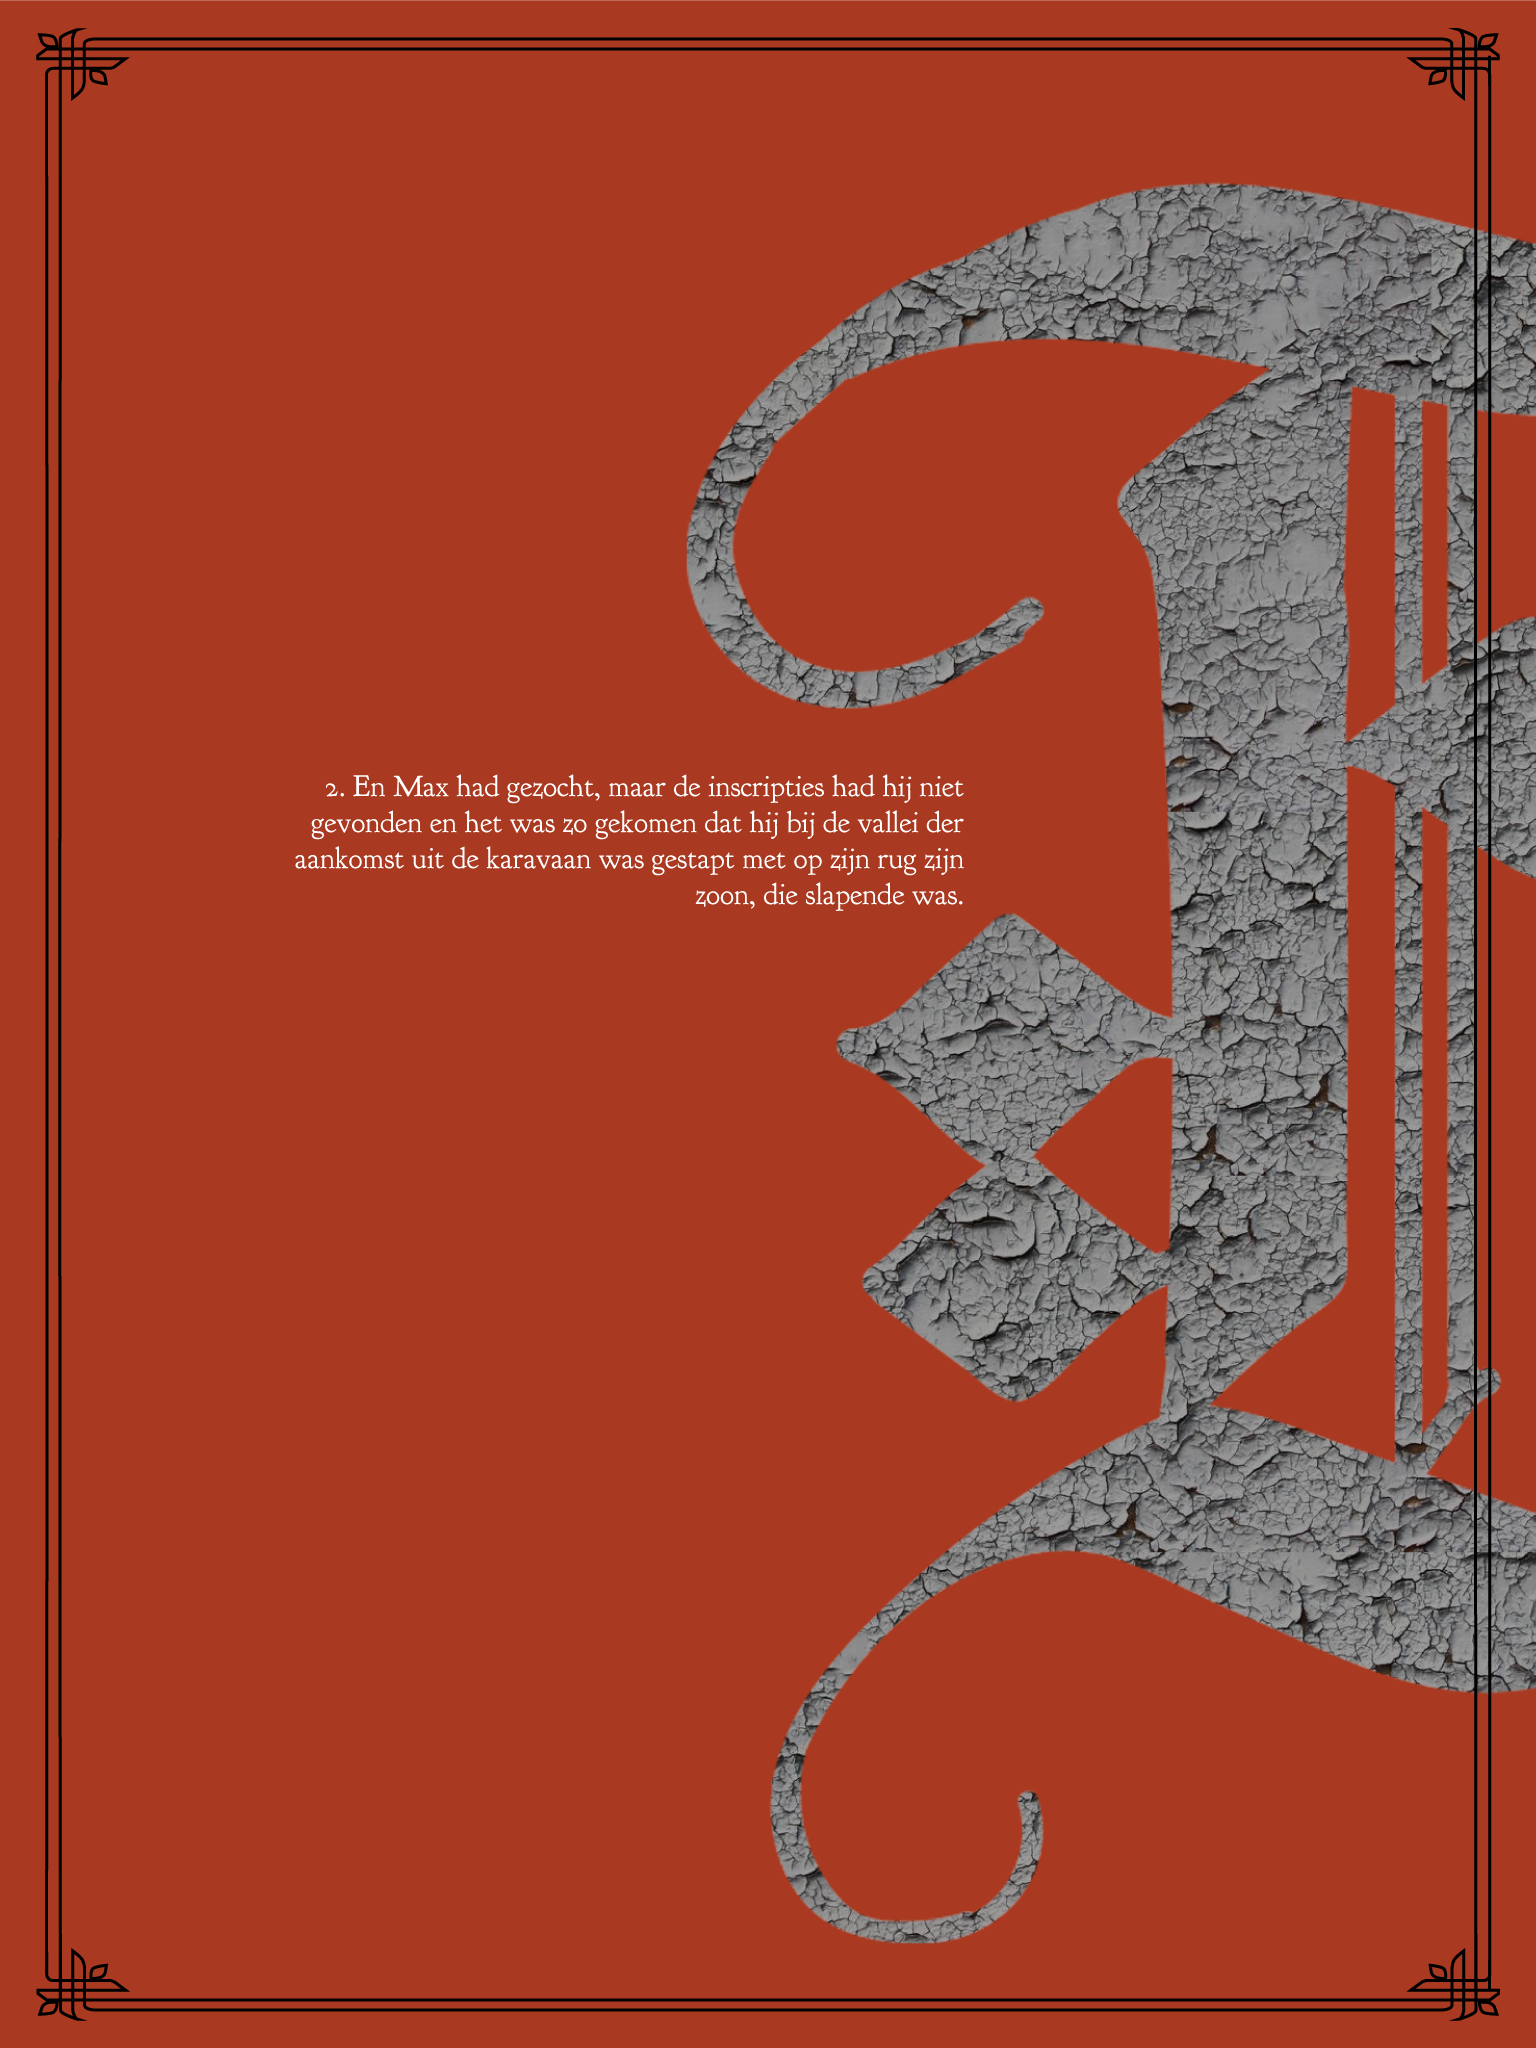 2. En Max had gezocht, maar de inscripties had hij niet
gevonden en het was zo gekomen dat hij bij de vallei der
aankomst uit de karavaan was gestapt met op zijn rug zijn
zoon, die slapende was.